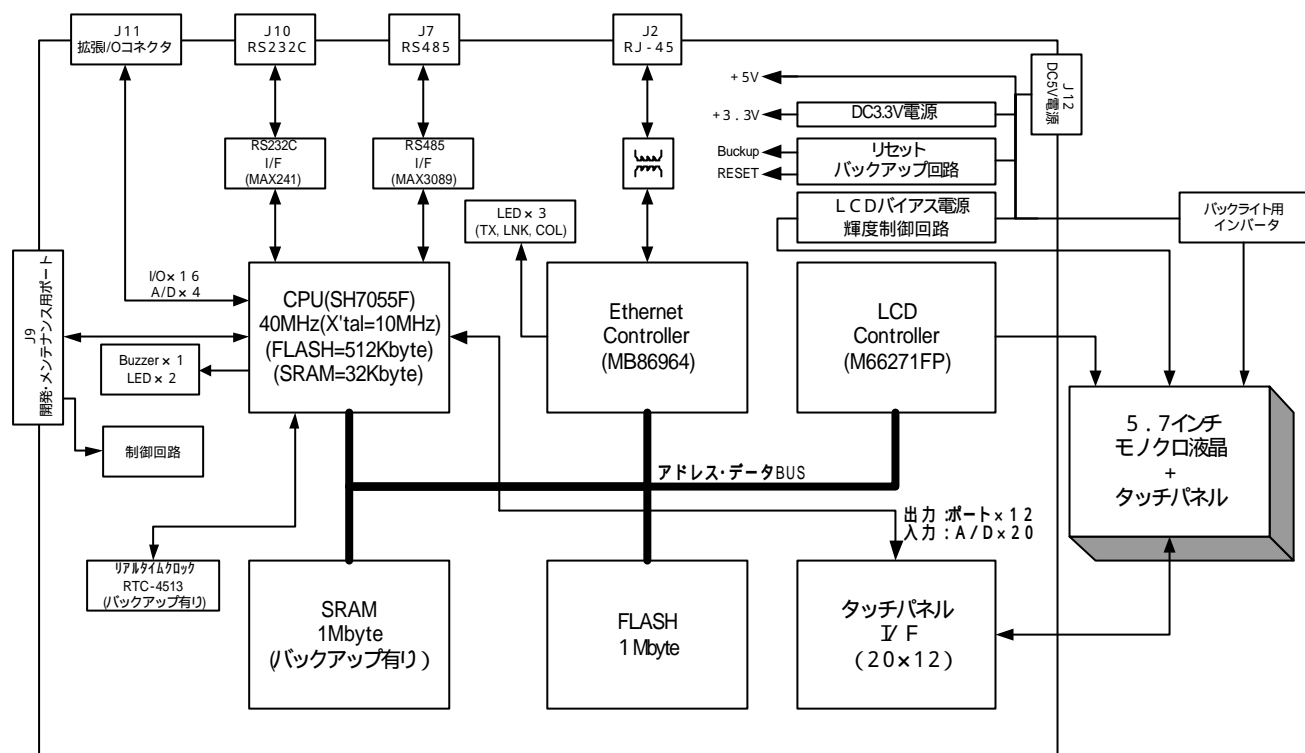 J11
拡張I/Oコネクタ
J10
RS232C
J7
RS485
J2
RJ-45
J12
DC5V電源
+5V
+3.3V
DC3.3V電源
Buckup
RESET
リセット
バックアップ回路
LCDバイアス電源
輝度制御回路
バックライト用
インバータ
RS232C
I/F
(MAX241)
RS485
I/F
(MAX3089)
LED×3
(TX, LNK, COL)
I/O×16
A/D×4
J9
開発・メンテナンス用ポート
CPU(SH7055F)
40MHz(X'tal=10MHz)
(FLASH=512Kbyte)
(SRAM=32Kbyte)
Ethernet
Controller
(MB86964)
LCD
Controller
(M66271FP)
Buzzer×1
LED×2
制御回路
5.7インチ
モノクロ液晶
+
タッチパネル
アドレス・データBUS
出力:ポート×12
入力:A/D×20
リアルタイムクロック
RTC-4513
(バックアップ有り)
SRAM
1Mbyte
(バックアップ有り)
FLASH
1Mbyte
タッチパネル
I/F
(20×12)